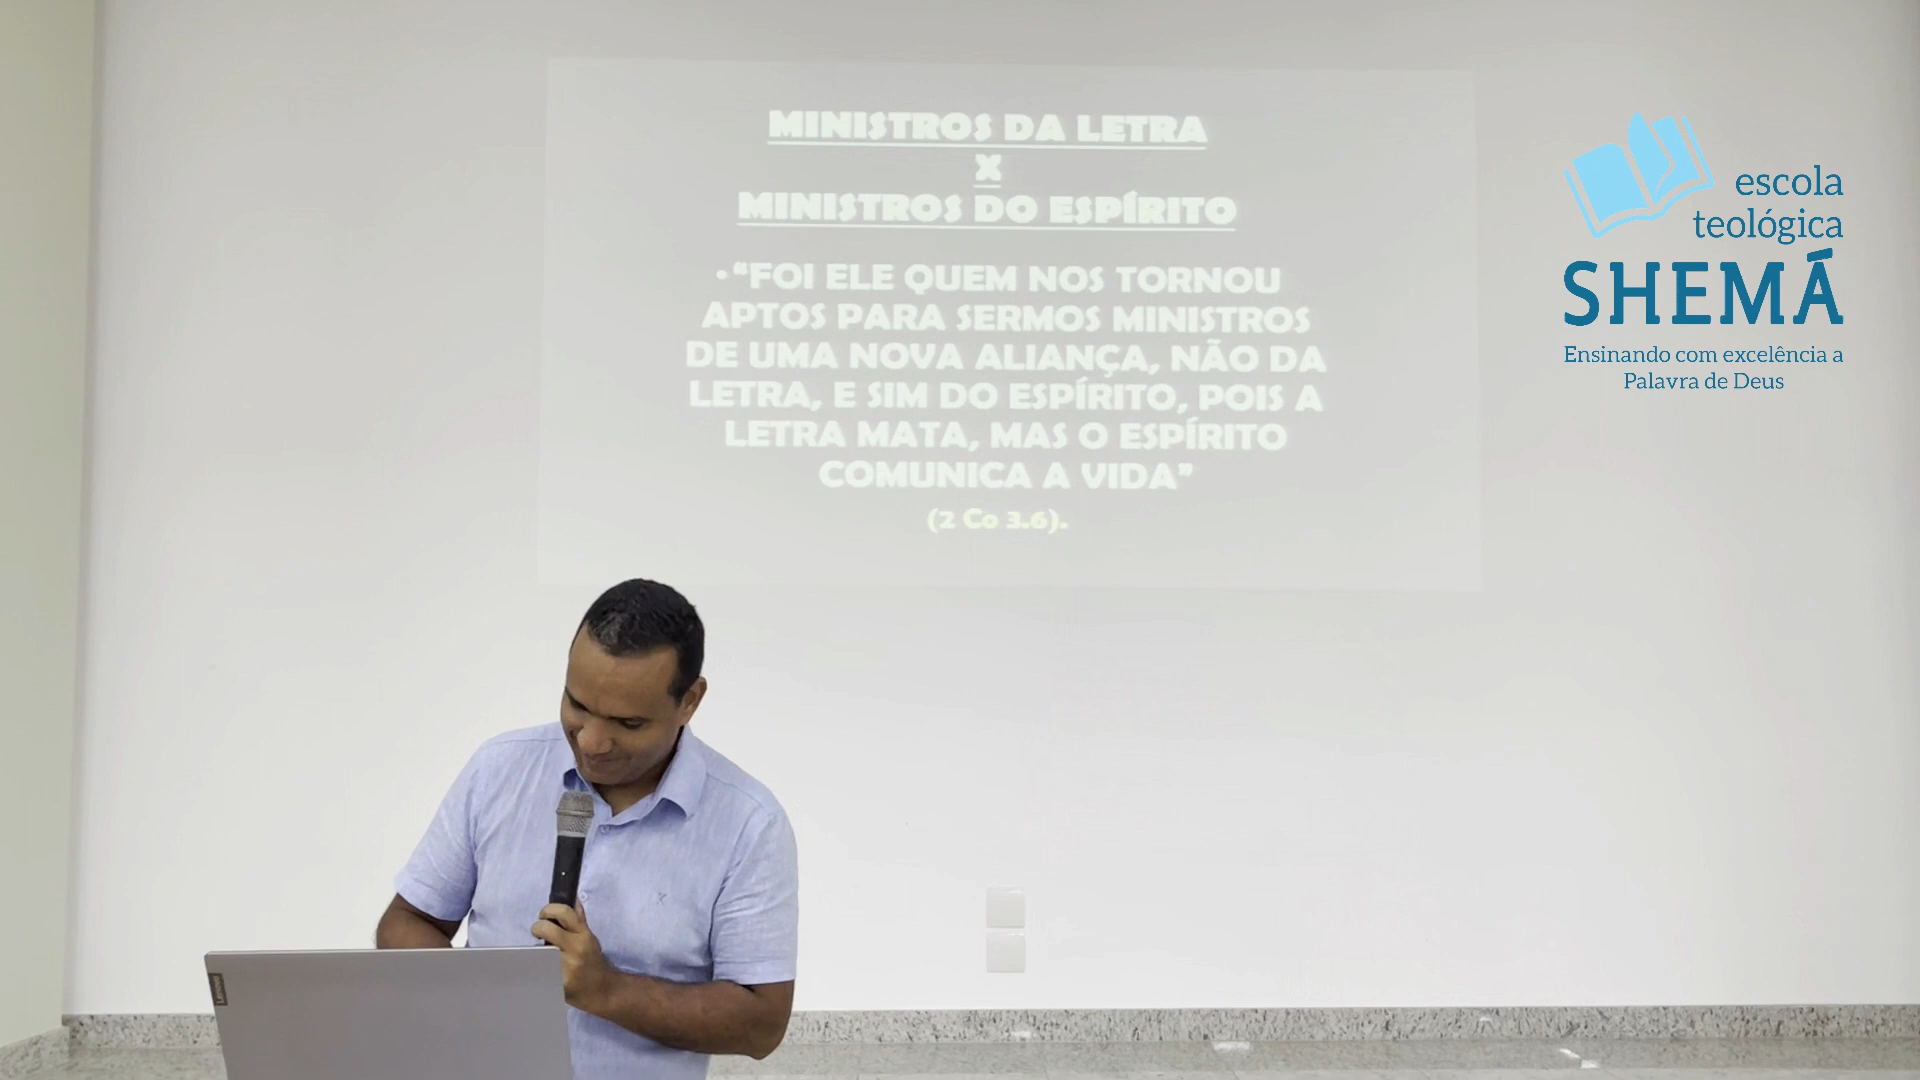 MINISTROS DA LETRA
X
MINISTROS DO ESPÍRITO
• “FOI ELE QUEM NOS TORNOU
APTOS PARA SERMOS MINISTROS
DE UMA NOVA ALIANÇA, NÃO DA
LETRA, E SIM DO ESPÍRITO, POIS A
LETRA MATA, MAS O ESPÍRITO
COMUNICA A VIDA”
(2 Co 3.6).
escola
teológica
SHEMÁ
Ensinando com excelência a
Palavra de Deus
Lenovo